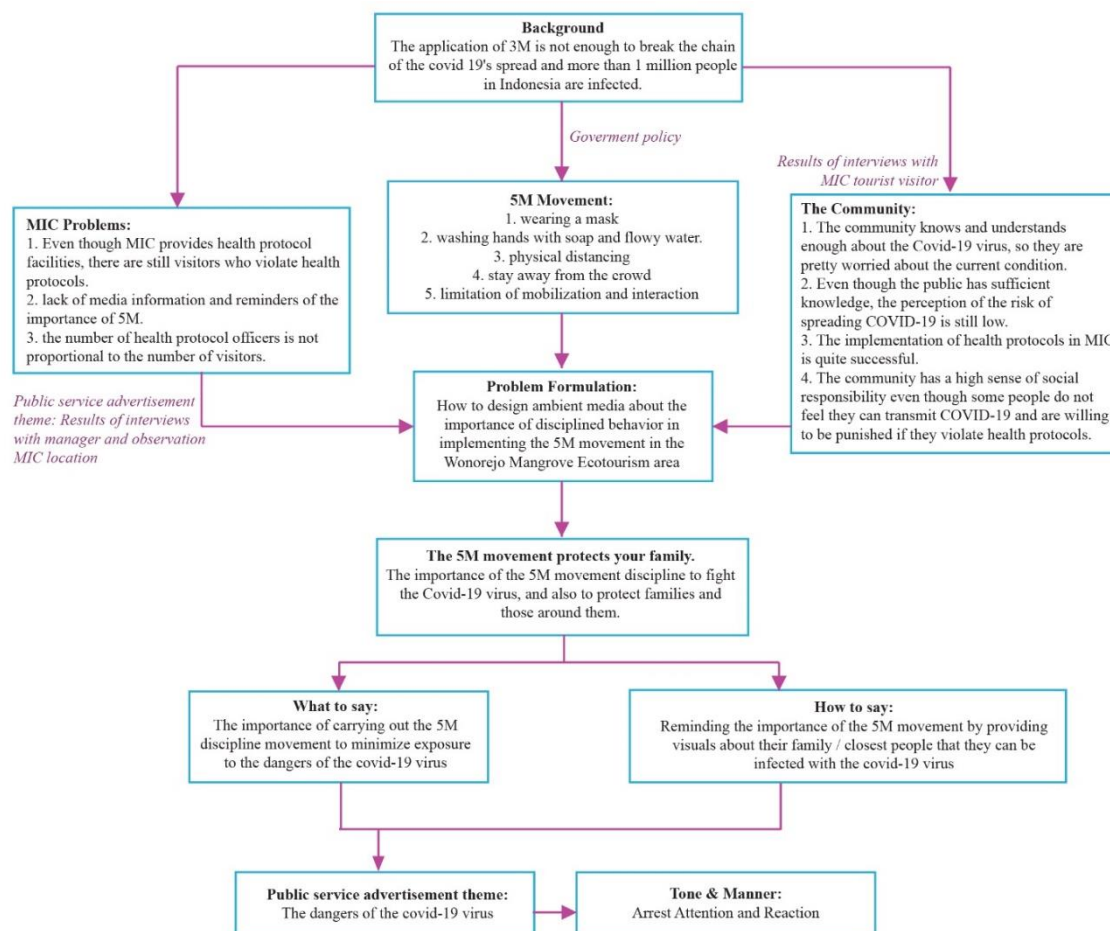 Background
The application of 3M is not enough to break the chain
of the covid 19's spread and more than 1 million people
in Indonesia are infected.
Goverment policy
Results of interviews with
MIC tourist visitor
MIC Problems:
1. Even though MIC provides health protocol
facilities, there are still visitors who violate health
protocols.
2. lack of media information and reminders of the
importance of 5M.
3. the number of health protocol officers is not
proportional to the number of visitors.
5M Movement:
1. wearing a mask
2. washing hands with soap and flowy water.
3. physical distancing
4. stay away from the crowd
5. limitation of mobilization and interaction
The Community:
1. The community knows and understands
enough about the Covid-19 virus, so they are
pretty worried about the current condition.
2. Even though the public has sufficient
knowledge, the perception of the risk of
spreading COVID-19 is still low.
3. The implementation of health protocols in MIC
is quite successful.
4. The community has a high sense of social
responsibility even though some people do not
feel they can transmit COVID-19 and are willing
to be punished if they violate health protocols.
Public service advertisement
theme: Results of interviews
with manager and observation
MIC location
Problem Formulation:
How to design ambient media about the
importance of disciplined behavior in
implementing the 5M movement in the
Wonorejo Mangrove Ecotourism area
The 5M movement protects your family.
The importance of the 5M movement discipline to fight
the Covid-19 virus, and also to protect families and
those around them.
What to say:
The importance of carrying out the 5M
discipline movement to minimize exposure
to the dangers of the covid-19 virus
How to say:
Reminding the importance of the 5M movement by providing
visuals about their family / closest people that they can be
infected with the covid-19 virus
Public service advertisement theme:
The dangers of the covid-19 virus
Tone & Manner:
Arrest Attention and Reaction